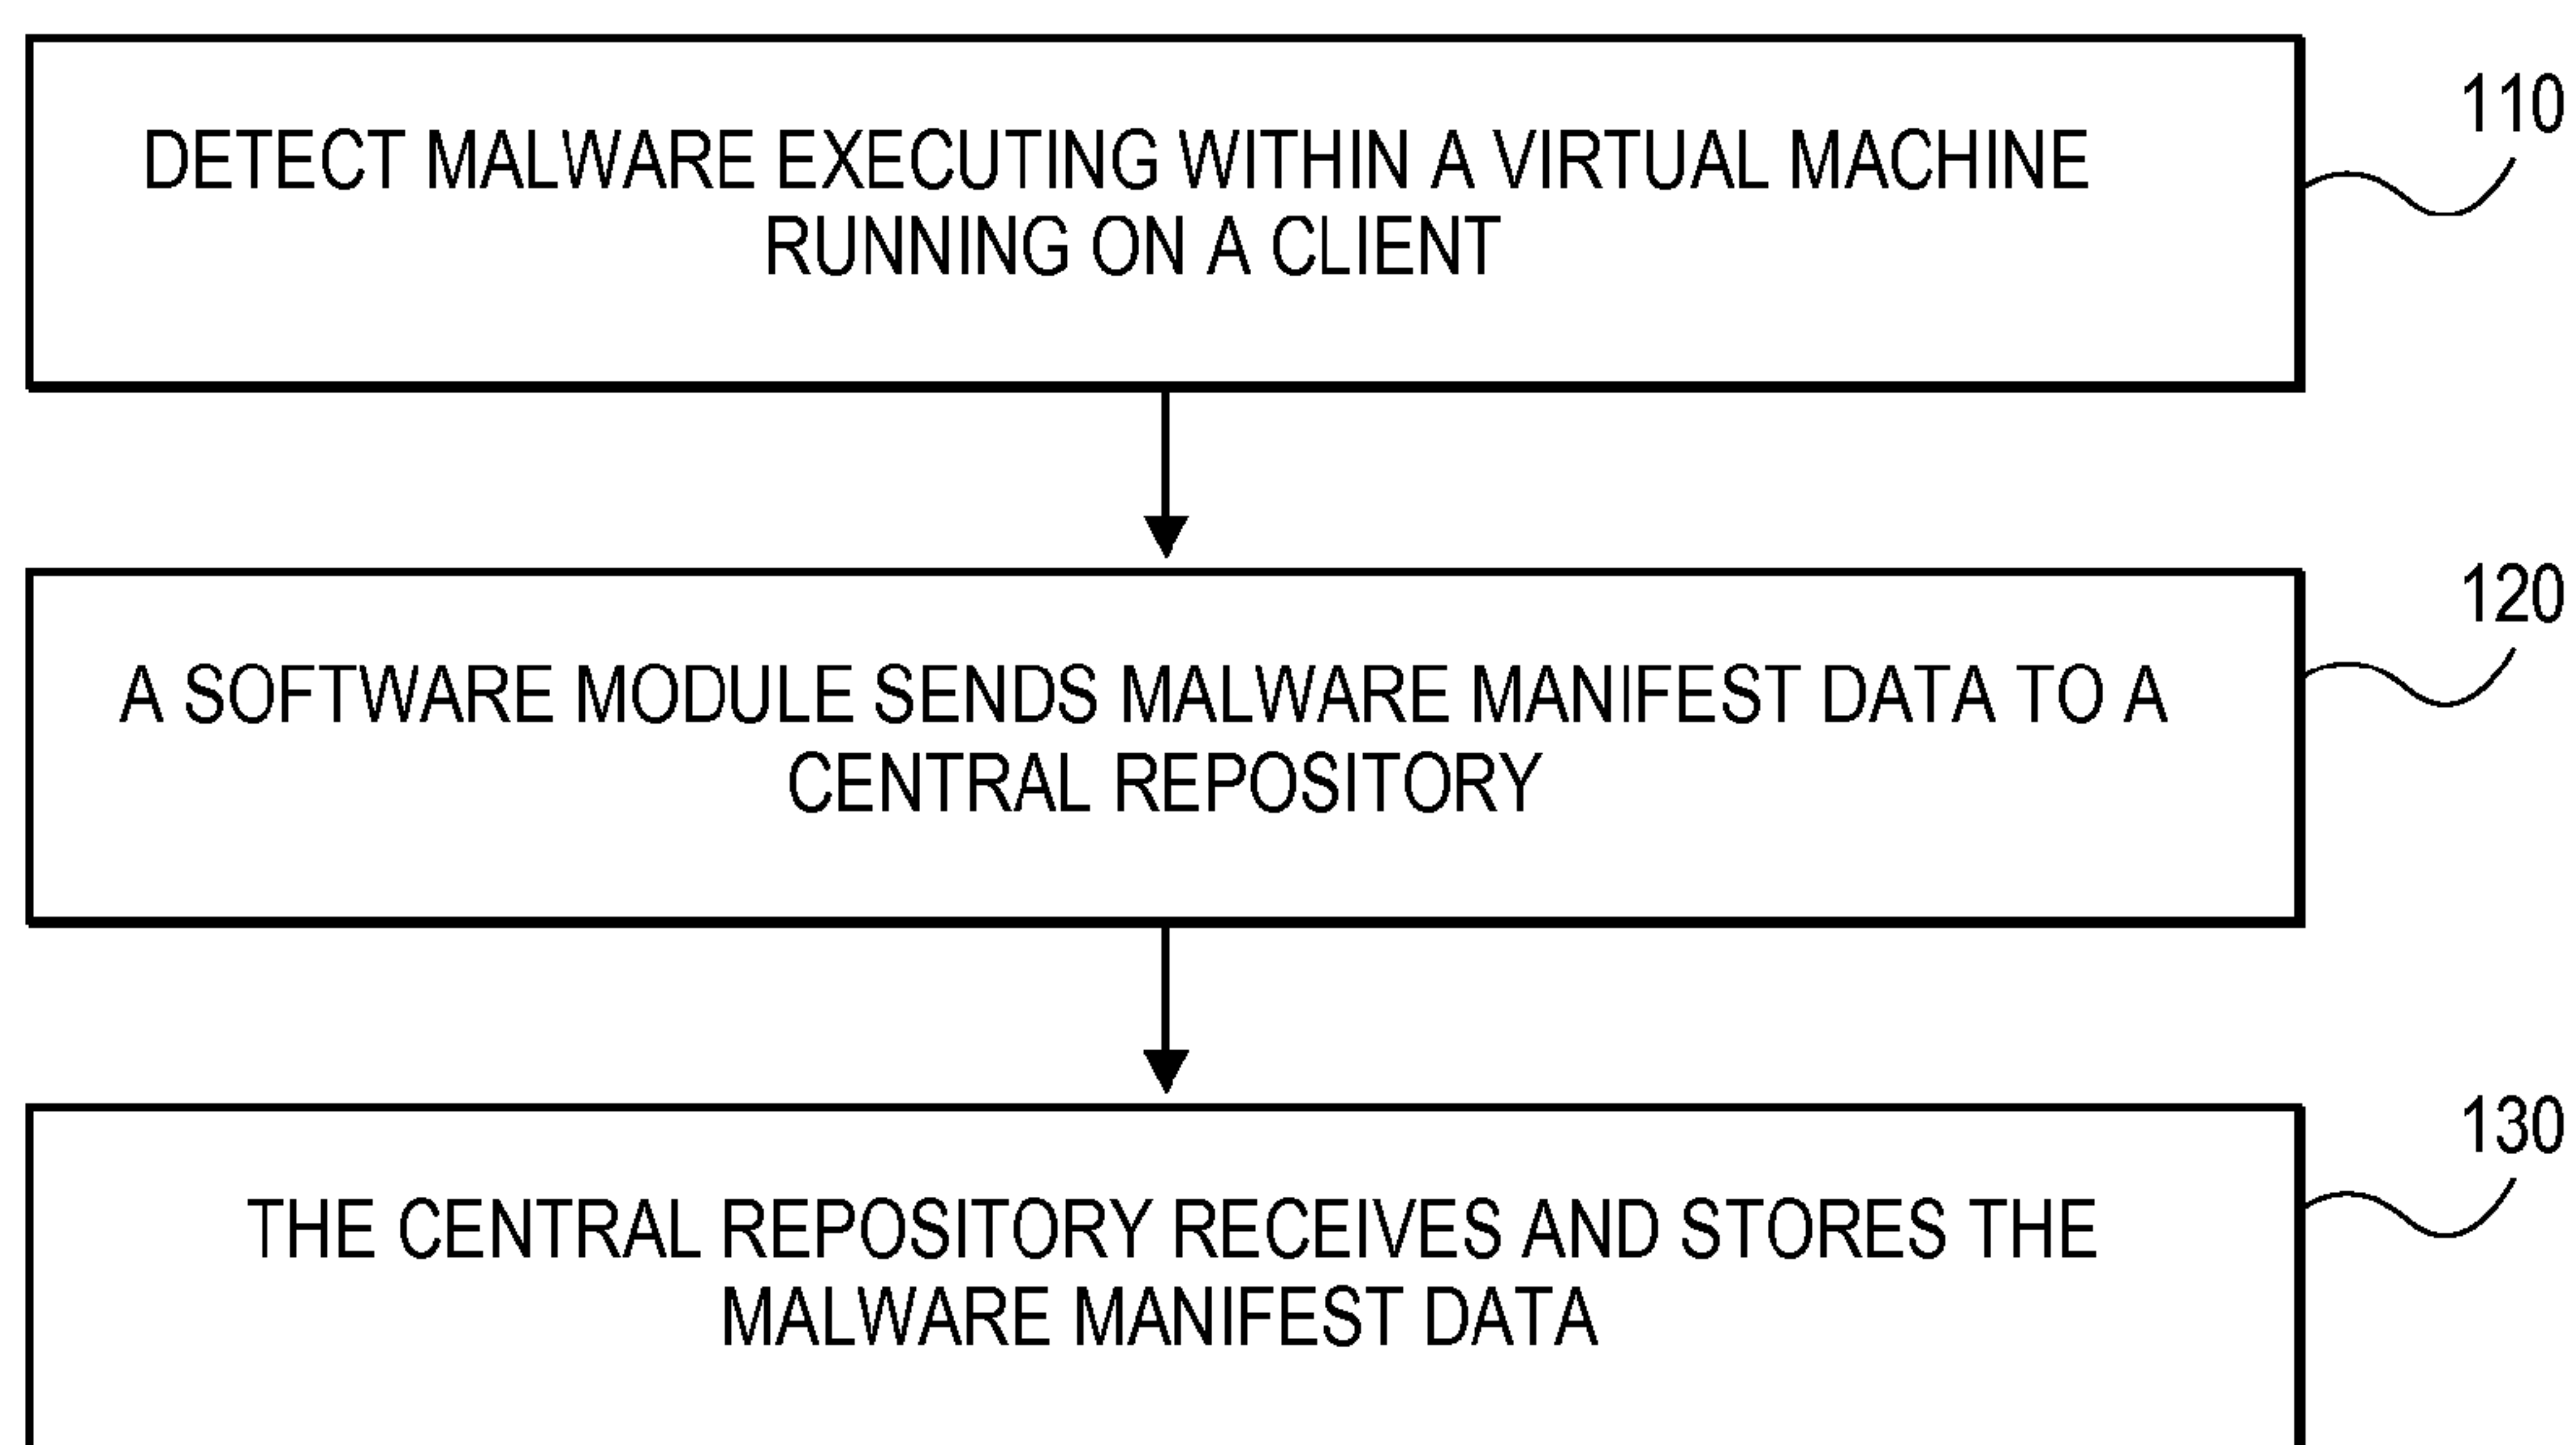 DETECT MALWARE EXECUTING WITHIN A VIRTUAL MACHINE
RUNNING ON A CLIENT
110
A SOFTWARE MODULE SENDS MALWARE MANIFEST DATA TO A
CENTRAL REPOSITORY
120
THE CENTRAL REPOSITORY RECEIVES AND STORES THE
MALWARE MANIFEST DATA
130